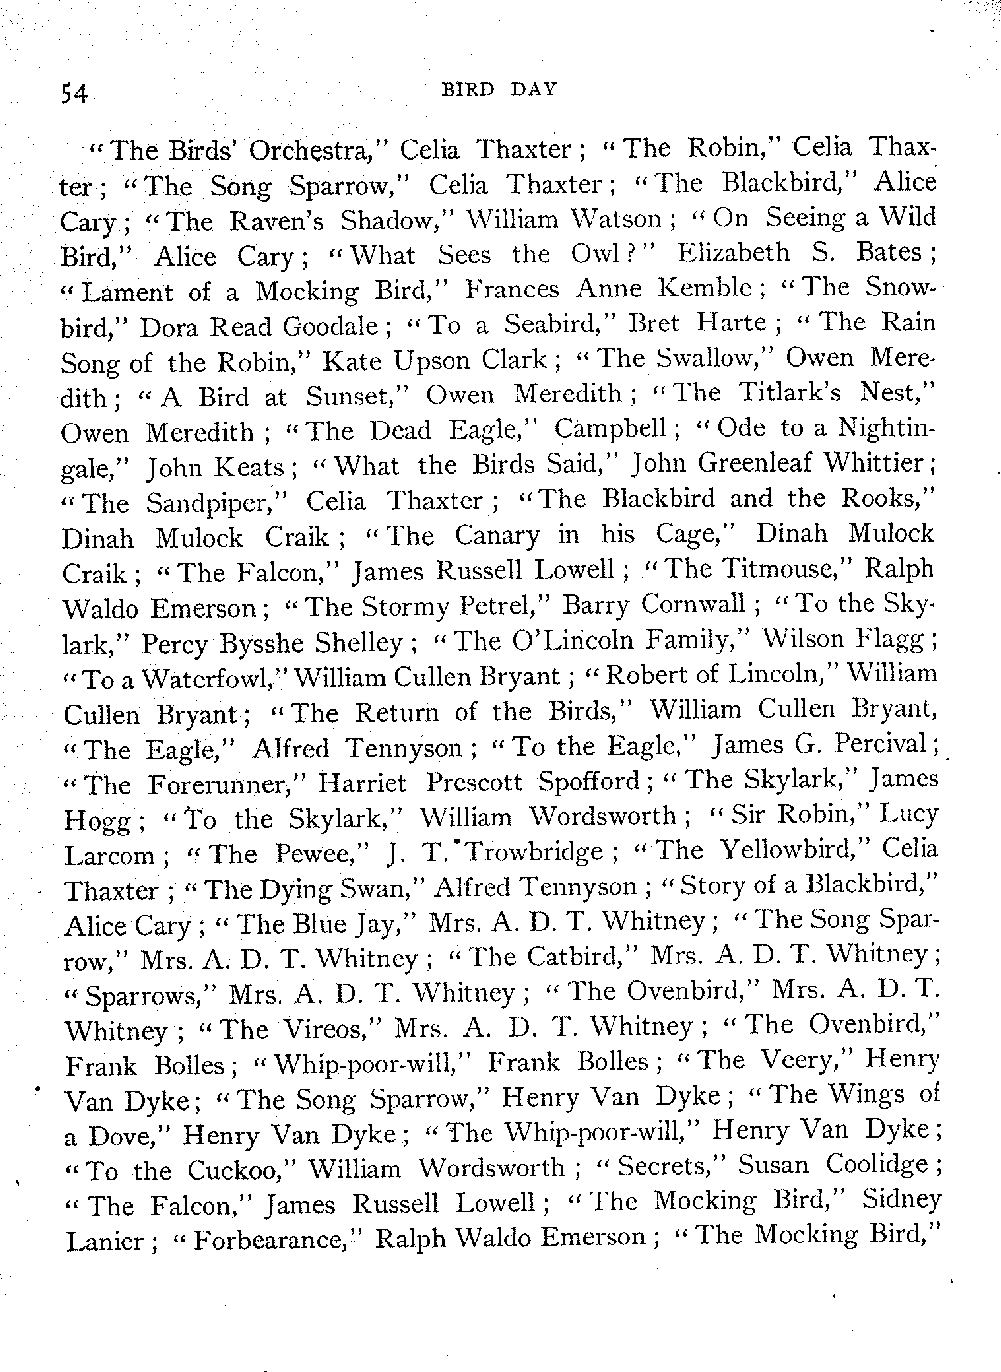 54 BIRD DAY
“The Birds’ Orchestra,” Celia Thaxter; “The Robin,” Celia Thax-
ter; “The Song Sparrow,” Celia Thaxter; “The Blackbird,” Alice
Cary; “The Raven’s Shadow,” William Watson; “On Seeing a Wild
Bird,” Alice Cary; “What Sees the Owl?” Elizabeth S. Bates;
“Lament of a Mocking Bird,” Frances Anne Kemble; “The Snow-
bird,” Dora Read Goodale; “To a Seabird,” Bret Harte; “The Rain
Song of the Robin,” Kate Upson Clark; “The Swallow,” Owen Mere-
dith; “A Bird at Sunset,” Owen Meredith; “The Titlark’s Nest,”
Owen Meredith; “The Dead Eagle,” Campbell; “Ode to a Nightin-
gale,” John Keats; “What the Birds Said,” John Greenleaf Whittier;
“The Sandpiper,” Celia Thaxter; “The Blackbird and the Rooks,”
Dinah Mulock Craik; “The Canary in his Cage,” Dinah Mulock
Craik; “The Falcon,” James Russell Lowell; “The Titmouse,” Ralph
Waldo Emerson; “The Stormy Petrel,” Barry Cornwall; “To the Sky-
lark,” Percy Bysshe Shelley; “The O’Lincoln Family,” Wilson Flagg;
“To a Waterfowl,” William Cullen Bryant; “Robert of Lincoln,” William
Cullen Bryant; “The Return of the Birds,” William Cullen Bryant,
“The Eagle,” Alfred Tennyson; “To the Eagle,” James G. Percival;
“The Forerunner,” Harriet Prescott Spofford; “The Skylark,” James
Hogg; “To the Skylark,” William Wordsworth; “Sir Robin,” Lucy
Larcom; “The Pewee,” J. T. Trowbridge; “The Yellowbird,” Celia
Thaxter; “The Dying Swan,” Alfred Tennyson; “Story of a Blackbird,”
Alice Cary; “The Blue Jay,” Mrs. A. D. T. Whitney; “The Song Spar-
row,” Mrs. A. D. T. Whitney; “The Catbird,” Mrs. A. D. T. Whitney;
“Sparrows,” Mrs. A. D. T. Whitney; “The Ovenbird,” Mrs. A. D. T.
Whitney; “The Vireos,” Mrs. A. D. T. Whitney; “The Ovenbird,”
Frank Bolles; “Whip-poor-will,” Frank Bolles; “The Veery,” Henry
Van Dyke; “The Song Sparrow,” Henry Van Dyke; “The Wings of
a Dove,” Henry Van Dyke; “The Whip-poor-will,” Henry Van Dyke;
“To the Cuckoo,” William Wordsworth; “Secrets,” Susan Coolidge;
“The Falcon,” James Russell Lowell; “The Mocking Bird,” Sidney
Lanier; “Forbearance,” Ralph Waldo Emerson; “The Mocking Bird,”